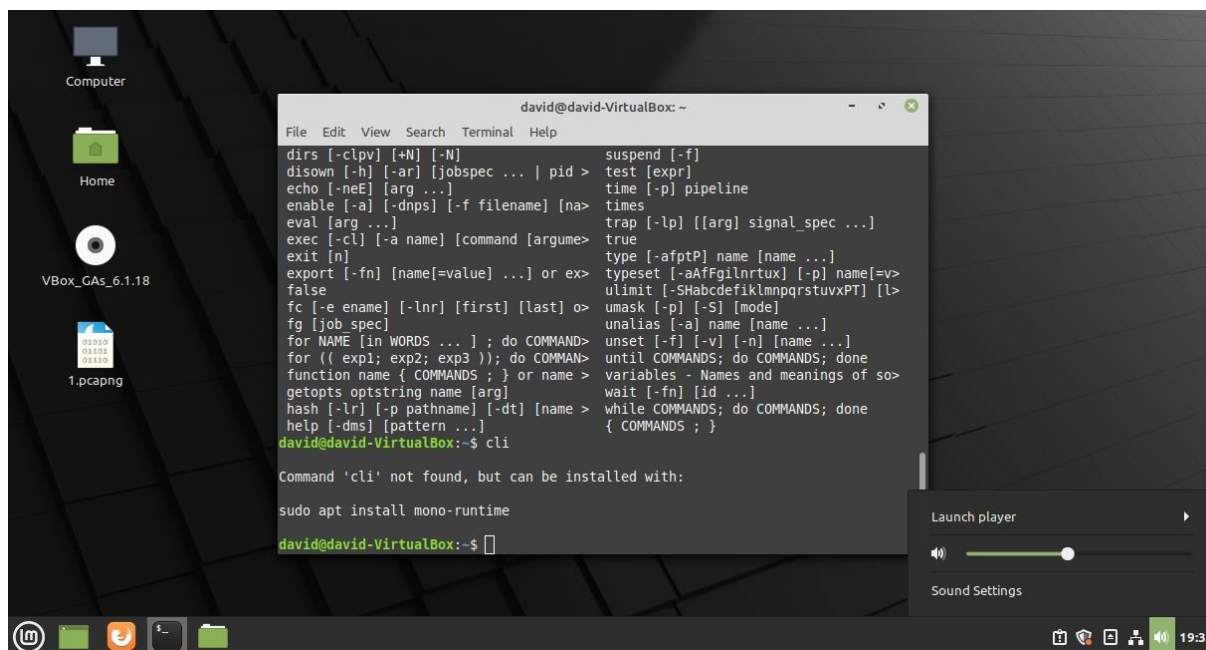 Computer
Home
VBox_GAs_6.1.18
01010
01101
01110
1.pcapng
david@david-VirtualBox: ~
File Edit View Search Terminal Help
dirs [-clpv] [+N] [-N] suspend [-f]
disown [-h] [-ar] [jobspec ... | pid > test [expr]
echo [-neE] [arg ...] time [-p] pipeline
enable [-a] [-dnps] [-f filename] [na> times
eval [arg ...] trap [-lp] [[arg] signal_spec ...]
exec [-cl] [-a name] [command [argume> true
exit [n] type [-afptP] name [name ...]
export [-fn] [name[=value] ...] or ex> typeset [-aAfFgilnrtux] [-p] name[=v>
false ulimit [-SHabcdefiklmnpqrstuvxPT] [l>
fc [-e ename] [-lnr] [first] [last] o> umask [-p] [-S] [mode]
fg [job_spec] unalias [-a] name [name ...]
for NAME [in WORDS ... ] ; do COMMAND> unset [-f] [-v] [-n] [name ...]
for (( exp1; exp2; exp3 )); do COMMAN> until COMMANDS; do COMMANDS; done
function name { COMMANDS ; } or name > variables - Names and meanings of so>
getopts optstring name [arg] wait [-fn] [id ...]
hash [-lr] [-p pathname] [-dt] [name > while COMMANDS; do COMMANDS; done
help [-dms] [pattern ...] { COMMANDS ; }
david@david-VirtualBox:~$ cli
Command 'cli' not found, but can be installed with:
sudo apt install mono-runtime
david@david-VirtualBox:~$
Launch player
Sound Settings
19:3